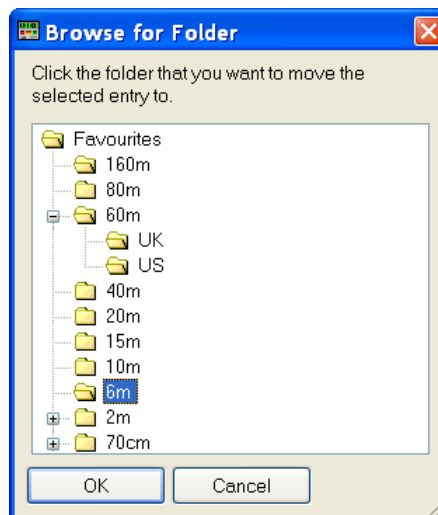 Browse for Folder
Click the folder that you want to move the
selected entry to.
Favourites
160m
80m
60m
UK
US
40m
20m
15m
10m
6m
2m
70cm
OK
Cancel